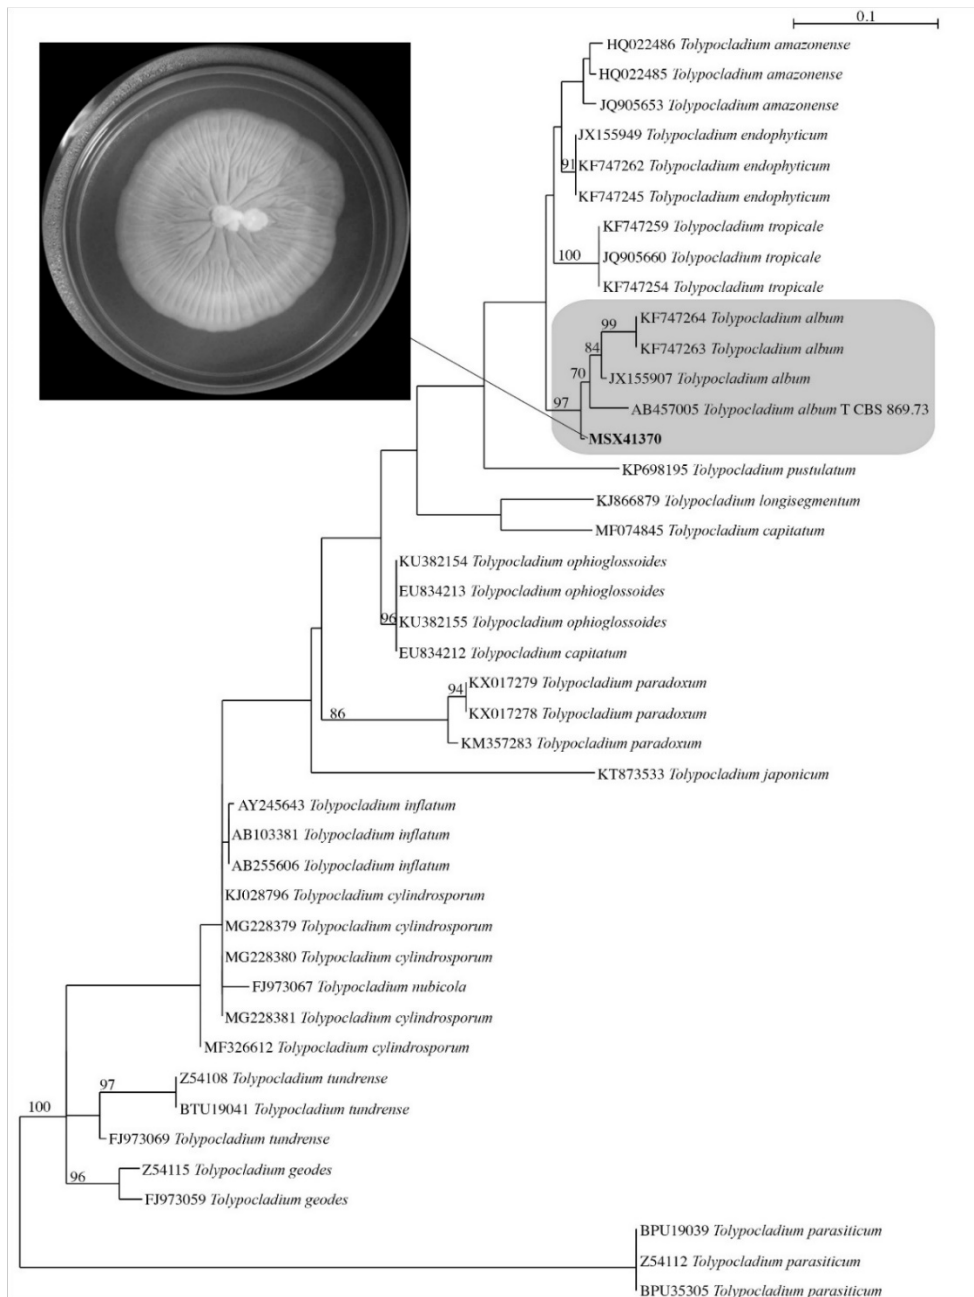 0.1
HQ022486 Tolypocladium amazonense
HQ022485 Tolypocladium amazonense
JQ905653 Tolypocladium amazonense
JX155949 Tolypocladium endophyticum
91 KF747262 Tolypocladium endophyticum
KF747245 Tolypocladium endophyticum
KF747259 Tolypocladium tropicale
100 JQ905660 Tolypocladium tropicale
KF747254 Tolypocladium tropicale
KF747264 Tolypocladium album
99
KF747263 Tolypocladium album
84
JX155907 Tolypocladium album
70
AB457005 Tolypocladium album T CBS 869.73
97
MSX41370
KP698195 Tolypocladium pustulatum
KJ866879 Tolypocladium longisegmentum
MF074845 Tolypocladium capitatum
KU382154 Tolypocladium ophioglossoides
EU834213 Tolypocladium ophioglossoides
96 KU382155 Tolypocladium ophioglossoides
EU834212 Tolypocladium capitatum
KX017279 Tolypocladium paradoxum
94
KX017278 Tolypocladium paradoxum
86
KM357283 Tolypocladium paradoxum
KT873533 Tolypocladium japonicum
AY245643 Tolypocladium inflatum
AB103381 Tolypocladium inflatum
AB255606 Tolypocladium inflatum
KJ028796 Tolypocladium cylindrosporum
MG228379 Tolypocladium cylindrosporum
MG228380 Tolypocladium cylindrosporum
FJ973067 Tolypocladium nubicola
MG228381 Tolypocladium cylindrosporum
MF326612 Tolypocladium cylindrosporum
Z54108 Tolypocladium tundrense
97
BTU19041 Tolypocladium tundrense
100
FJ973069 Tolypocladium tundrense
Z54115 Tolypocladium geodes
96
FJ973059 Tolypocladium geodes
BPU19039 Tolypocladium parasiticum
Z54112 Tolypocladium parasiticum
BPU35305 Tolypocladium parasiticum